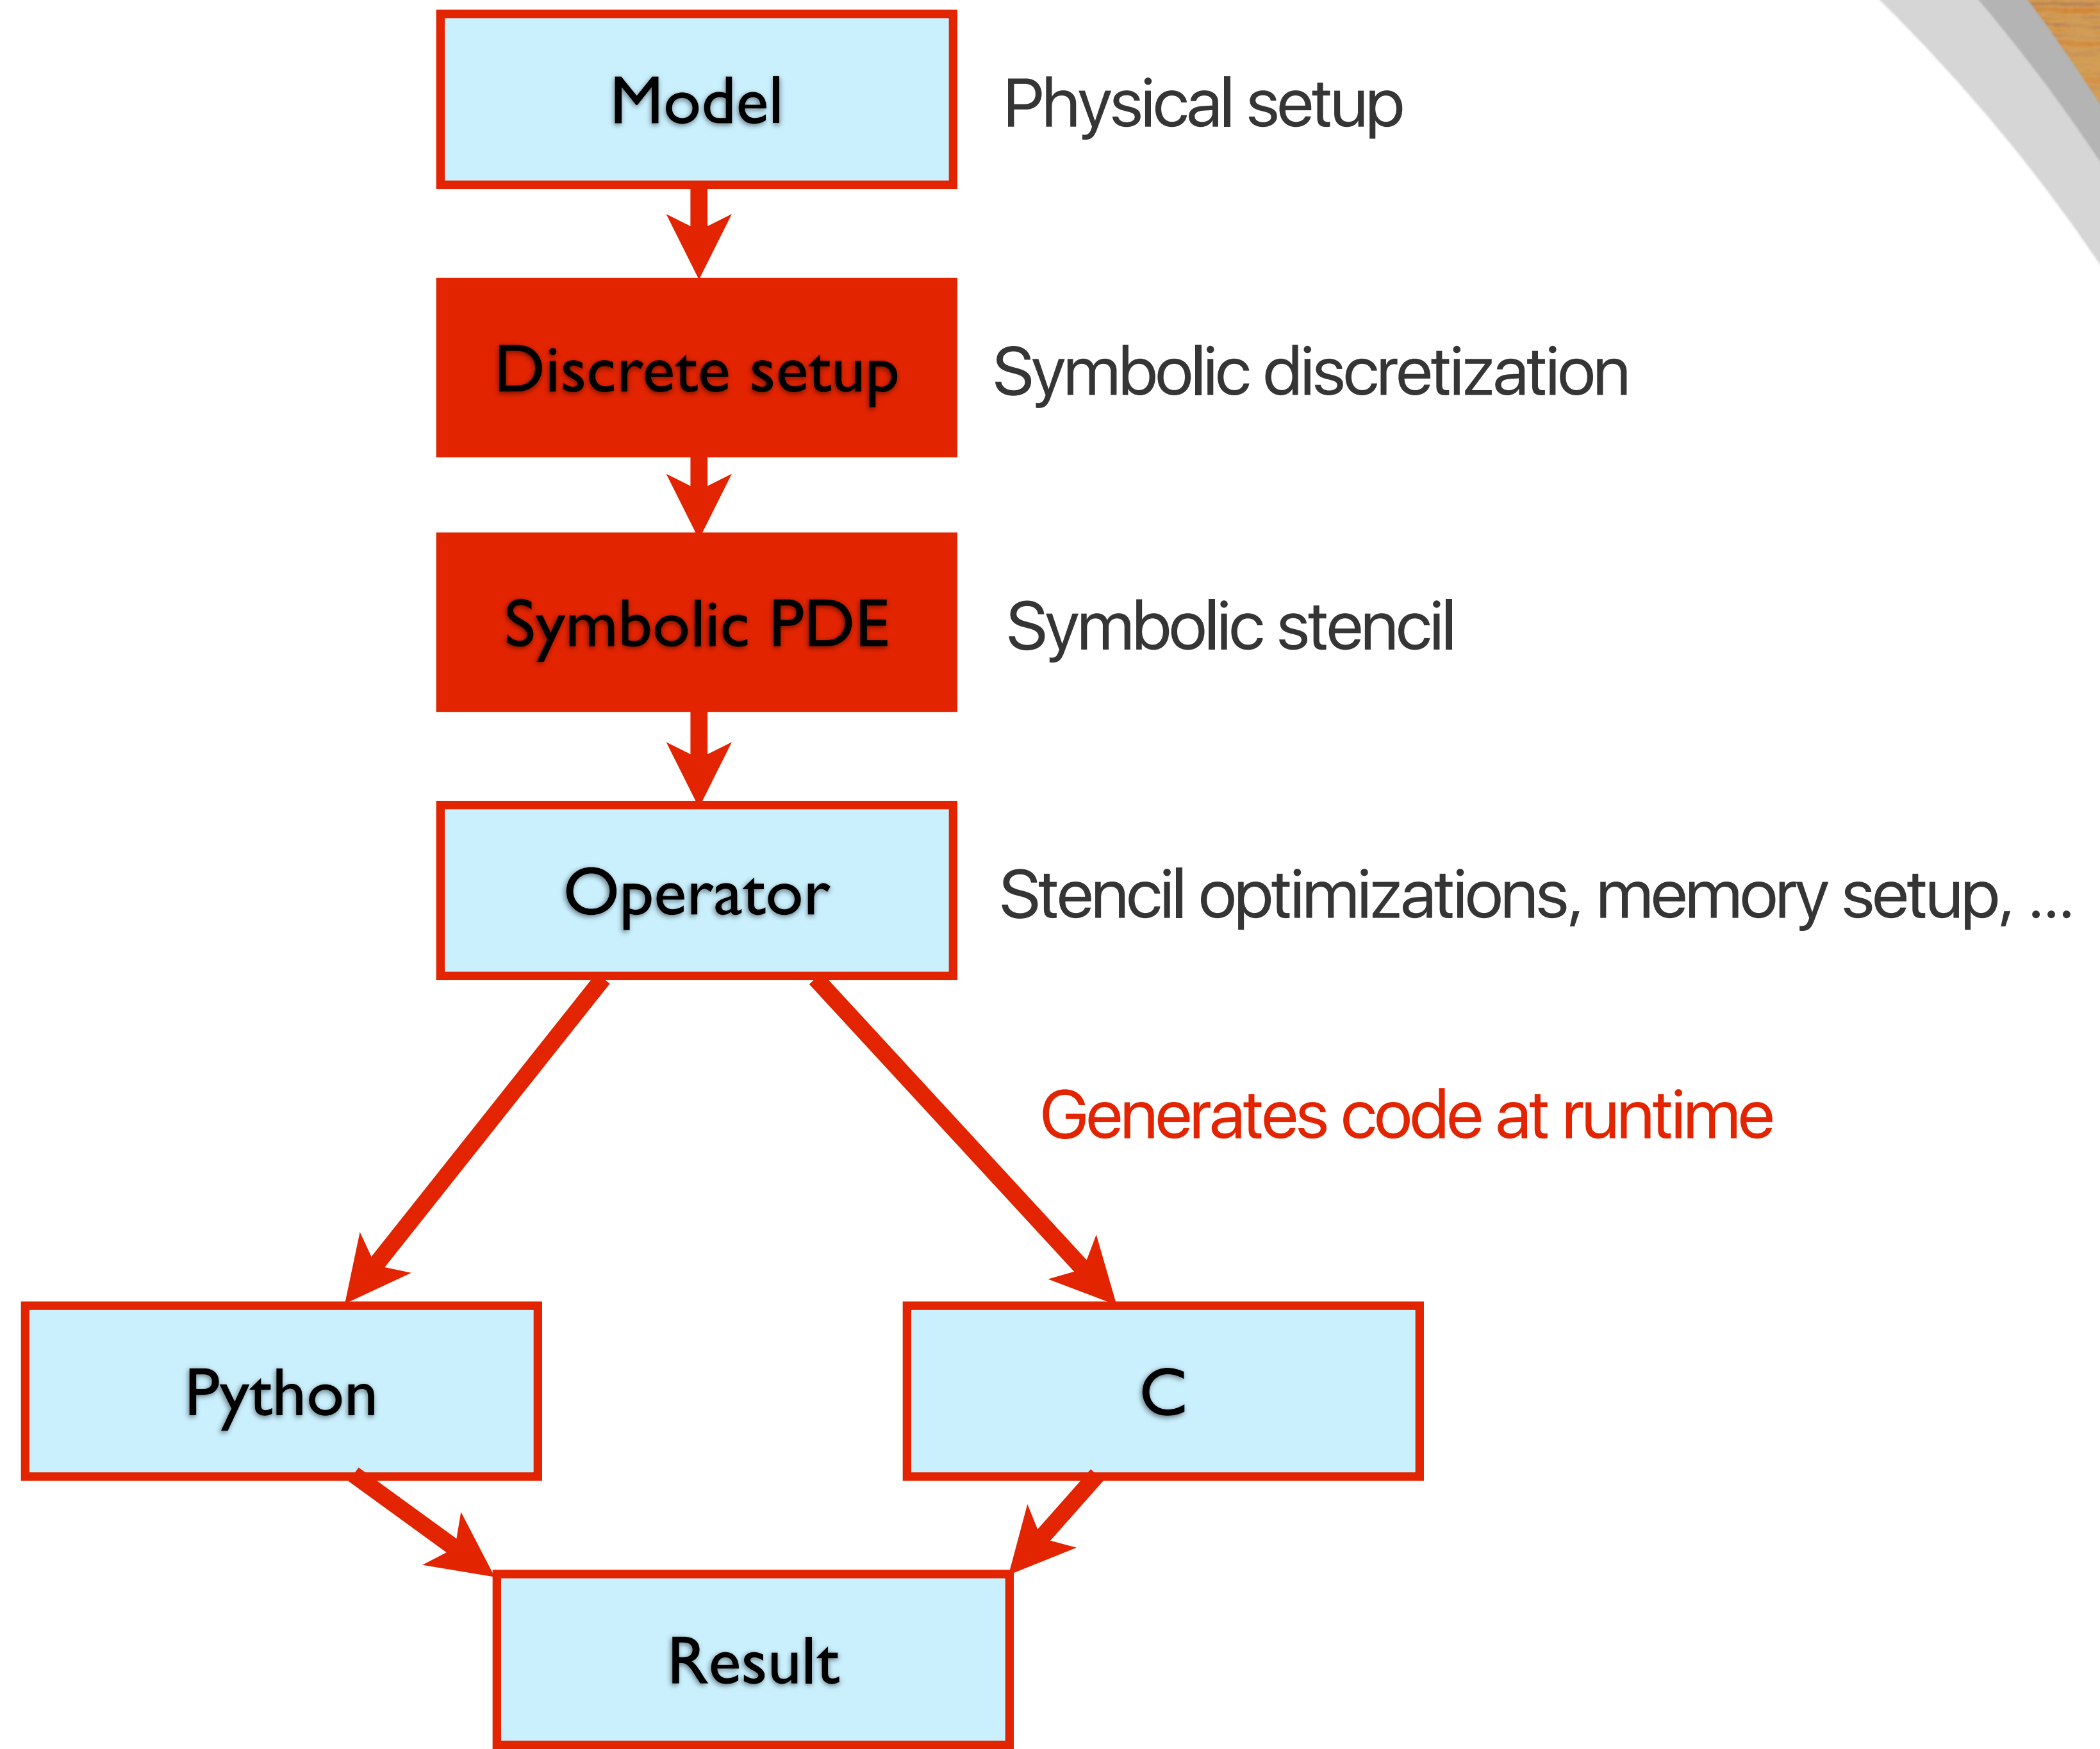 Model
Physical setup
Discrete setup
Symbolic discretization
Symbolic PDE
Symbolic stencil
Operator
Stencil optimizations, memory setup, ...
Generates code at runtime
Python
C
Result